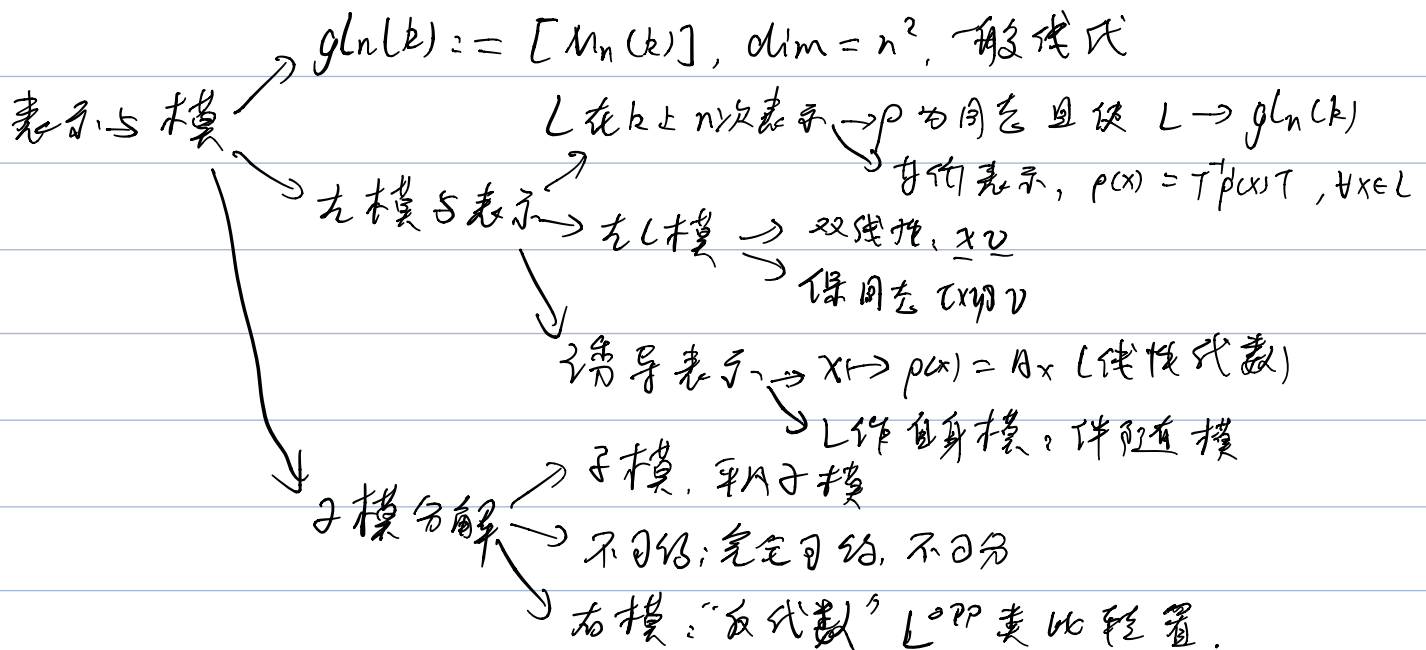 gln(k) := [Mn(k)], dim = n², 一般线代
表示与模
L在k上n次表示 → ρ为同态且使 L → gln(k)
等价表示, ρ(x) = T⁻¹ρ'(x)T, ∀x∈L
左模与表示
左L模
双线性: xv
保同态 [xy]v
诱导表示 → x ↦ ρ(x) = Ax (线性代数)
L作自身模: 伴随模
子模, 平凡子模
子模分解
不可约; 完全可约, 不可分
右模: “反代数” L^opp 类比转置.